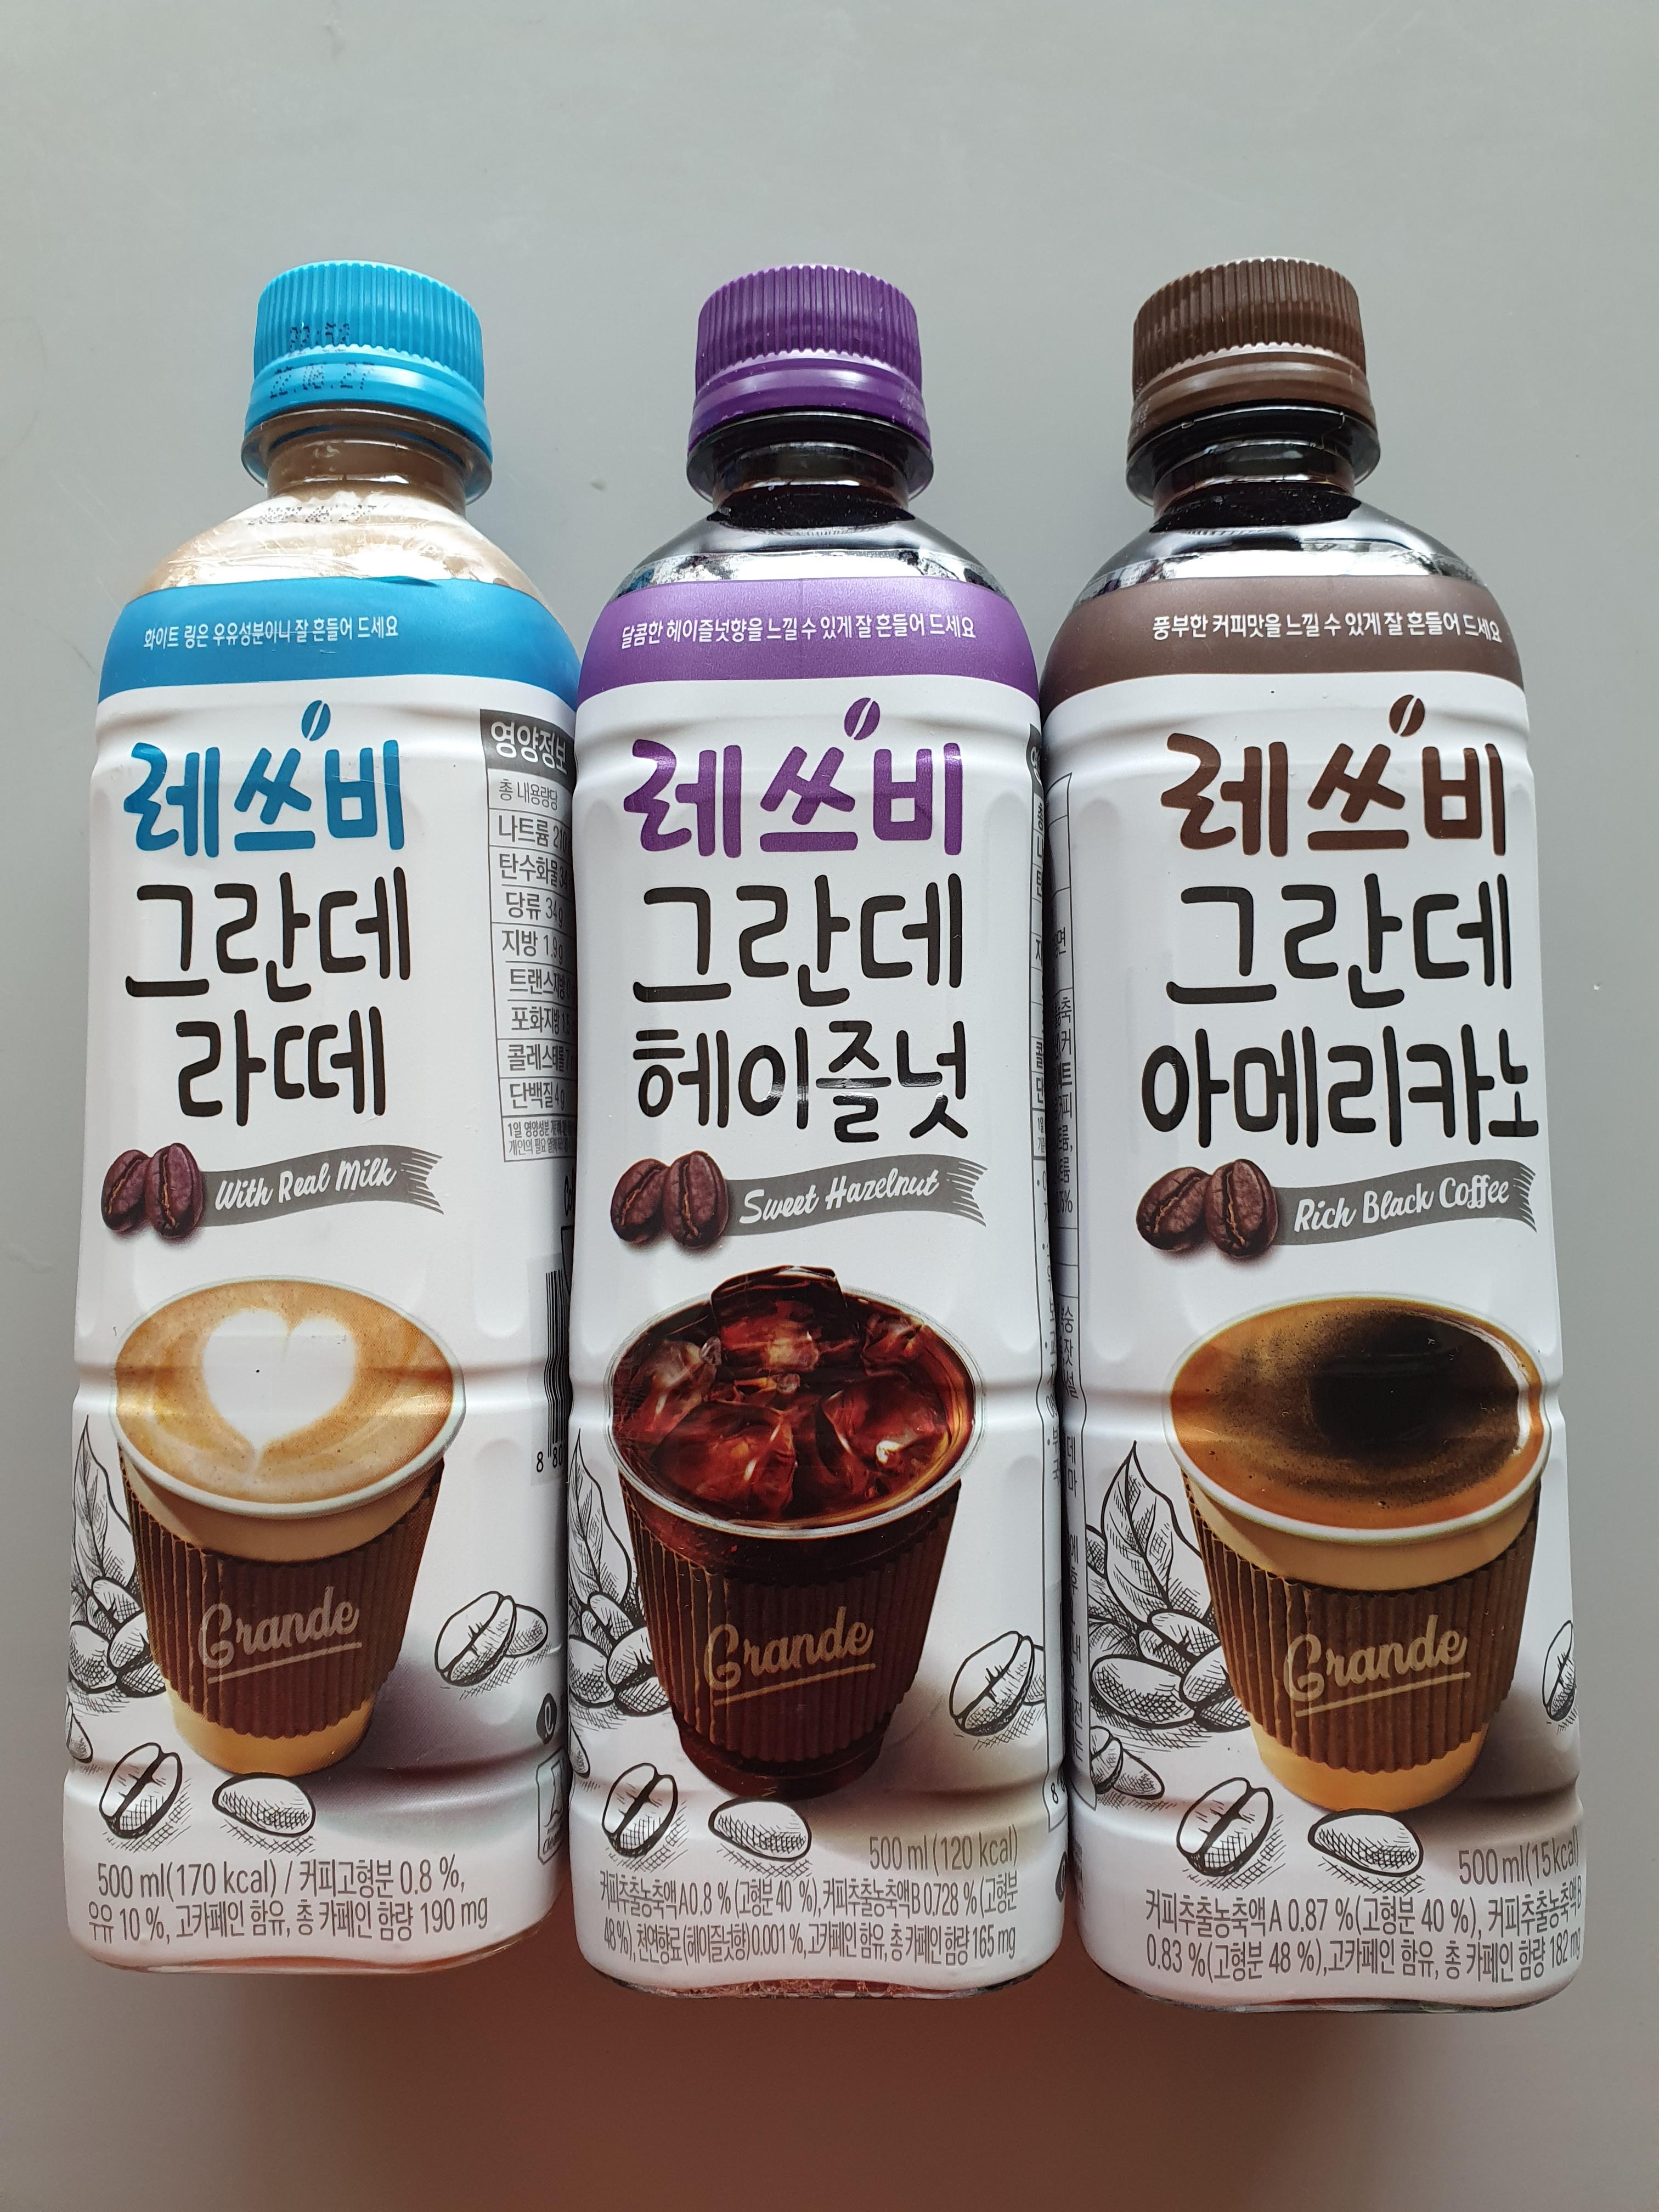 22.06.27
화이트 링은 우유성분이니 잘 흔들어 드세요
레쓰비
그란데
라떼
With Real Milk
Grande
500 ml(170 kcal) / 커피고형분 0.8 %,
우유 10 %, 고카페인 함유, 총 카페인 함량 190 mg
영양정보
총 내용량당
나트륨 210
탄수화물 34
당류 34 g
지방 1.9 g
트랜스지방
포화지방 1.5
콜레스테롤
단백질 4 g
달콤한 헤이즐넛향을 느낄 수 있게 잘 흔들어 드세요
레쓰비
그란데
헤이즐넛
Sweet Hazelnut
Grande
500 ml (120 kcal)
커피추출농축액A 0.8 % (고형분 40 %), 커피추출농축액B 0.728 % (고형분
48 %), 천연향료(헤이즐넛향) 0.001 %, 고카페인 함유, 총 카페인 함량 165 mg
풍부한 커피맛을 느낄 수 있게 잘 흔들어 드세요
레쓰비
그란데
아메리카노
Rich Black Coffee
Grande
500 ml (15 kcal)
커피추출농축액A 0.87 %(고형분 40 %), 커피추출농축액B
0.83 %(고형분 48 %), 고카페인 함유, 총 카페인 함량 182 mg